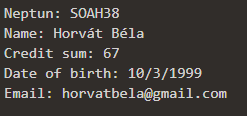 Neptun: SOAH38
Name: Horvát Béla
Credit sum: 67
Date of birth: 10/3/1999
Email: horvatbela@gmail.com